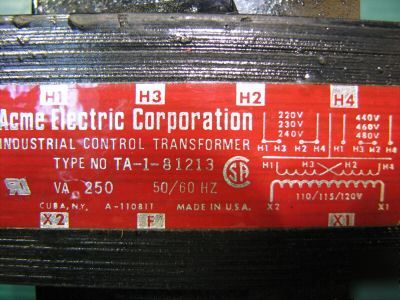 H1 H3 H2 H4
Acme Electric Corporation
INDUSTRIAL CONTROL TRANSFORMER
TYPE NO TA-1-81213
VA 250 50/60 HZ
CUBA, N.Y. A-110811 MADE IN U.S.A.
X2 F X1
220V 440V
230V 460V
240V 480V
H1 H3 H2 H4 H1 H3 H2 H4
H1 H3 H2 H4
110/115/120V
X2 X1